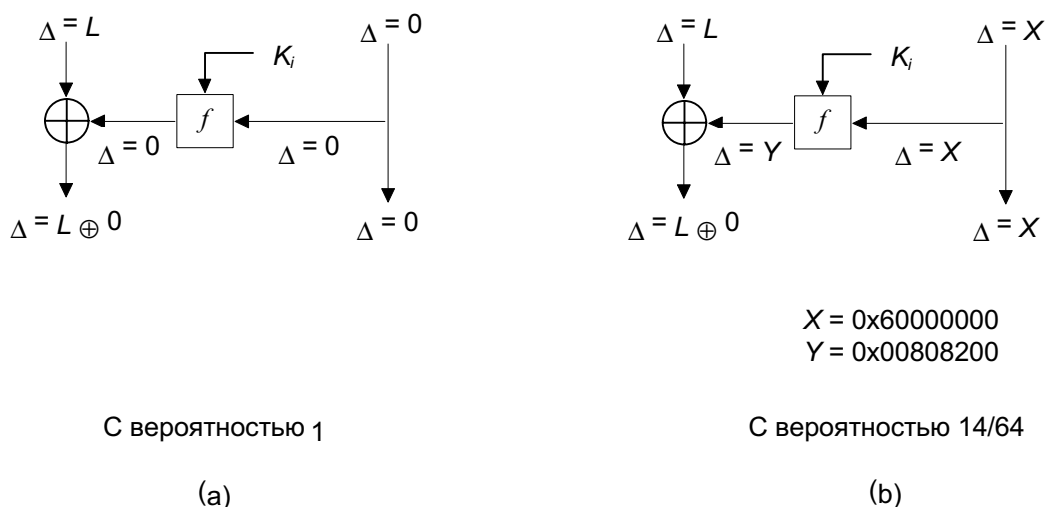 Δ = L
Δ = 0
K_i
f
Δ = 0
Δ = 0
Δ = L ⊕ 0
Δ = 0
С вероятностью 1
(a)
Δ = L
Δ = X
K_i
f
Δ = Y
Δ = X
Δ = L ⊕ 0
Δ = X
X = 0x60000000
Y = 0x00808200
С вероятностью 14/64
(b)